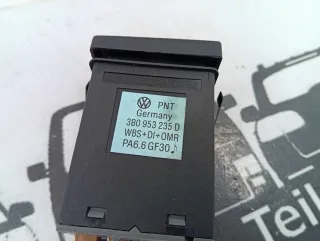 PNT
Germany
3B0 953 235 D
WBS+DI+OMR
PA6.6 GF30♪
Teil